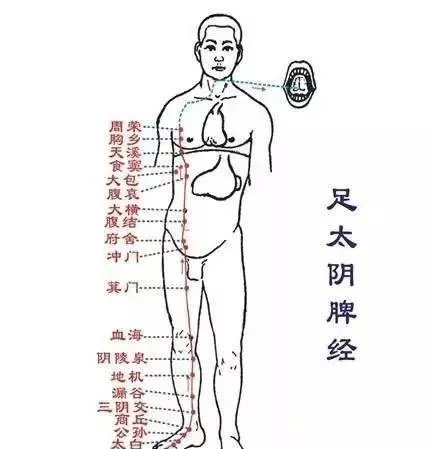 周荣
胸乡
天溪
食窦
大包
腹哀
大横
腹结
府舍
冲门
箕门
血海
阴陵泉
地机
漏谷
三阴交
商丘
公孙
太白
足太阴脾经